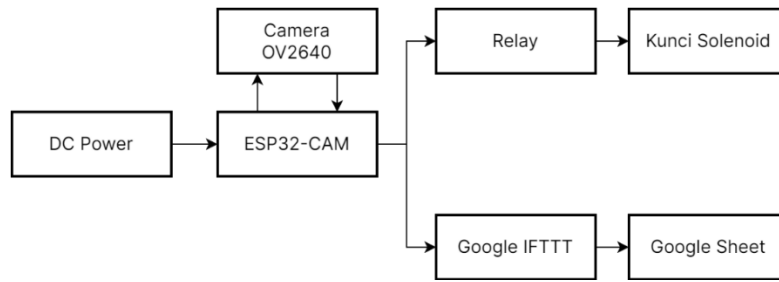 Camera
OV2640
Relay
Kunci Solenoid
DC Power
ESP32-CAM
Google IFTTT
Google Sheet